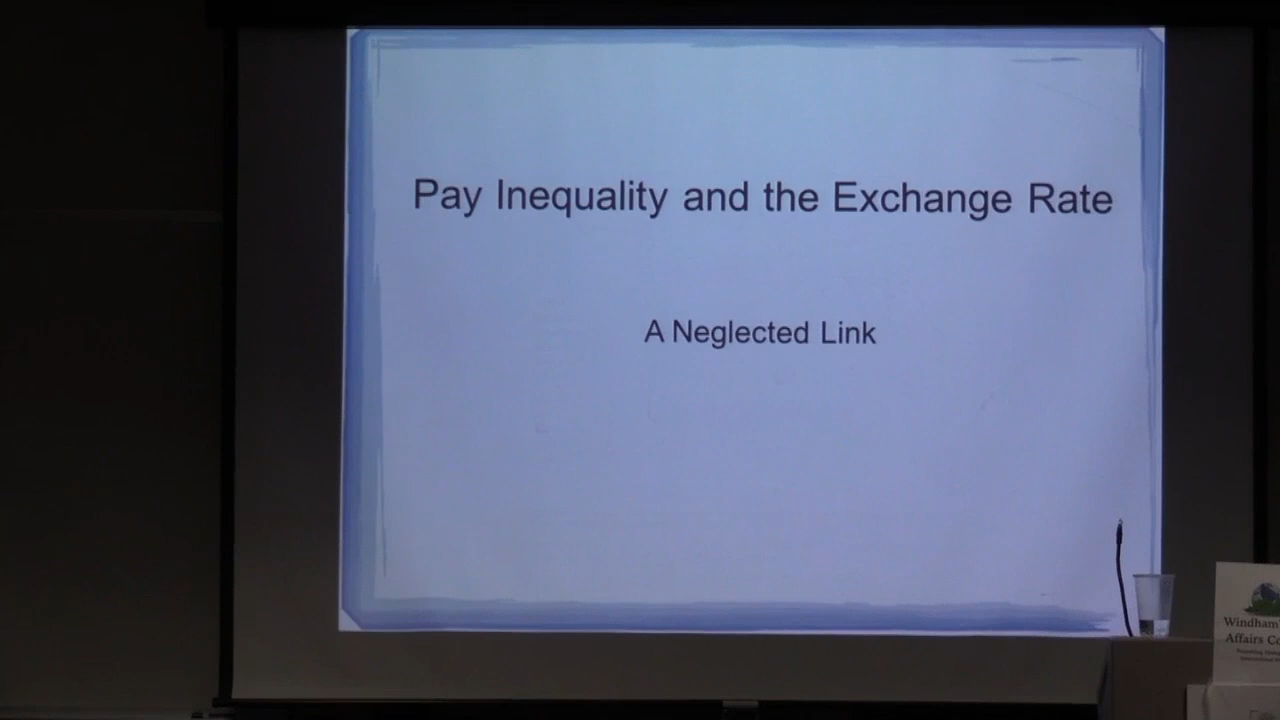 Pay Inequality and the Exchange Rate
A Neglected Link
Windham
Affairs Co